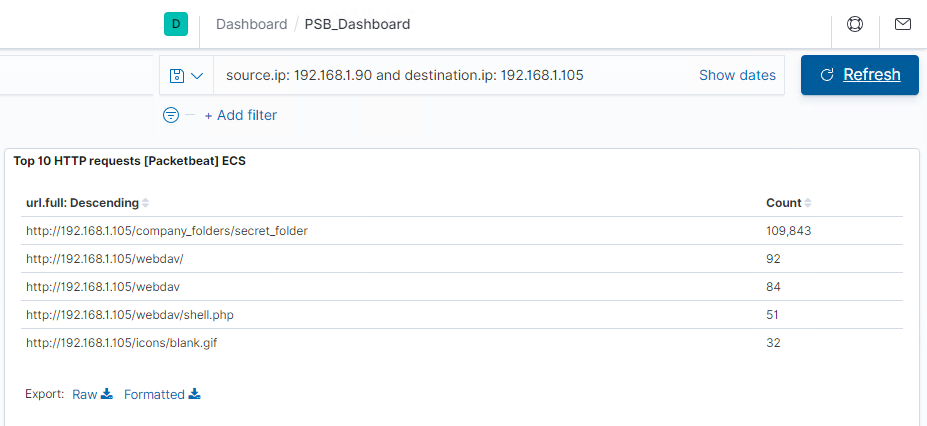 D Dashboard / PSB_Dashboard
source.ip: 192.168.1.90 and destination.ip: 192.168.1.105 Show dates Refresh
+ Add filter
Top 10 HTTP requests [Packetbeat] ECS
url.full: Descending Count
http://192.168.1.105/company_folders/secret_folder 109,843
http://192.168.1.105/webdav/ 92
http://192.168.1.105/webdav 84
http://192.168.1.105/webdav/shell.php 51
http://192.168.1.105/icons/blank.gif 32
Export: Raw Formatted